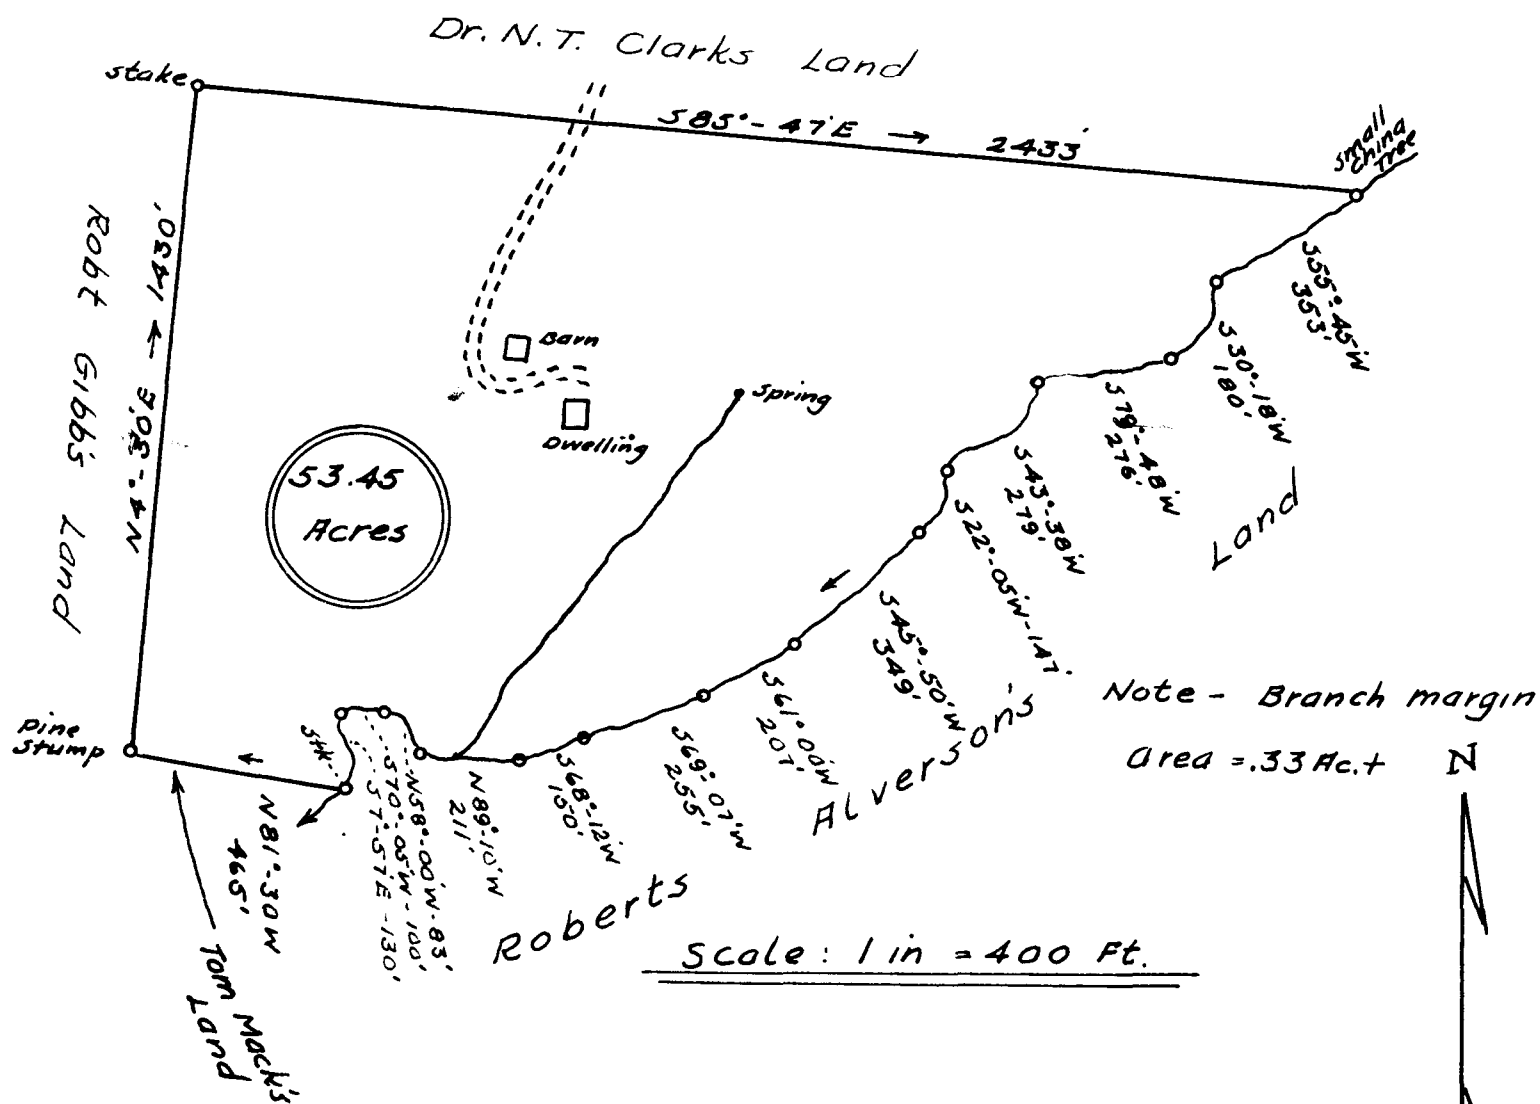 Dr. N.T. Clarks Land
stake
S85°-47'E → 2433'
small
china
Tree
Robt Gibb's Land
N4°-30'E → 1430'
S55°-45'W
353'
S30°-18'W
180'
S79°-48'W
276'
S43°-38'W
279'
S22°-05'W-147'
S45°-50'W
349'
S61°00'W
207'
S69°-07'W
255'
S68°-12'W
150'
N89°-10'W
211'
N58°-00'W-83'
S70°-05'W-100'
S7°-57'E-130'
Barn
Dwelling
Spring
53.45
Acres
Pine
Stump
Stk.
N81°-30W
465'
Tom Mack's
Land
Roberts Alverson's Land
Note - Branch margin
area = .33 Ac.±
N
Scale: 1 in = 400 Ft.